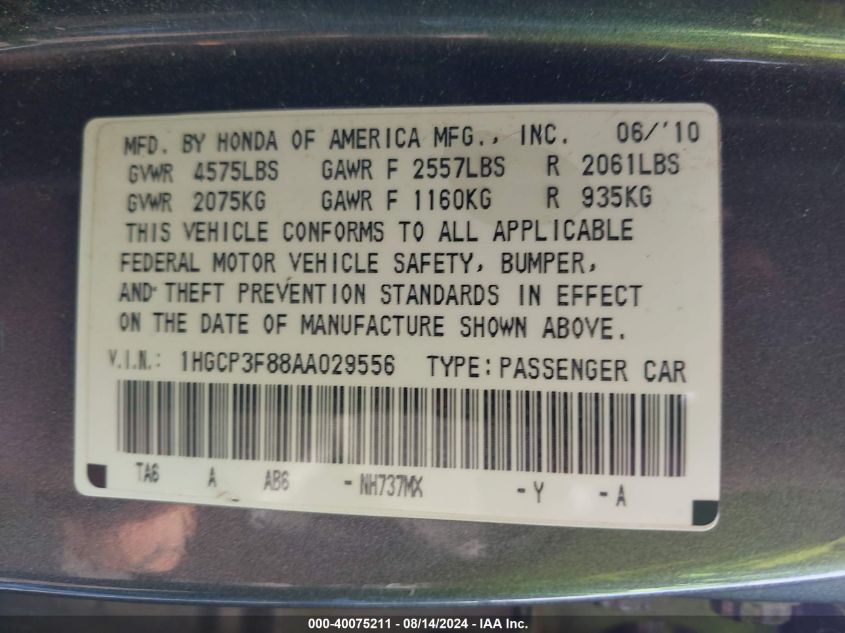 MFD. BY HONDA OF AMERICA MFG., INC. 06/'10
GVWR 4575LBS GAWR F 2557LBS R 2061LBS
GVWR 2075KG GAWR F 1160KG R 935KG
THIS VEHICLE CONFORMS TO ALL APPLICABLE
FEDERAL MOTOR VEHICLE SAFETY, BUMPER,
AND THEFT PREVENTION STANDARDS IN EFFECT
ON THE DATE OF MANUFACTURE SHOWN ABOVE.
V.I.N.: 1HGCP3F88AA029556 TYPE: PASSENGER CAR
TA6 A AB6 - NH737MX - Y - A
000-40075211 - 08/14/2024 - IAA Inc.